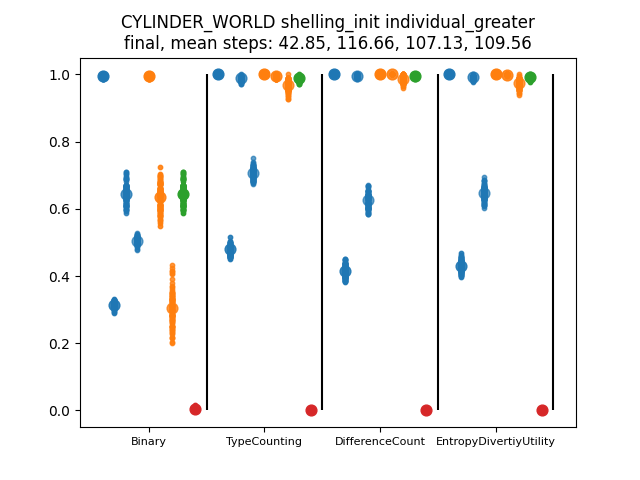 CYLINDER_WORLD shelling_init individual_greater
final, mean steps: 42.85, 116.66, 107.13, 109.56
1.0
0.8
0.6
0.4
0.2
0.0
Binary TypeCounting DifferenceCount EntropyDivertiyUtility